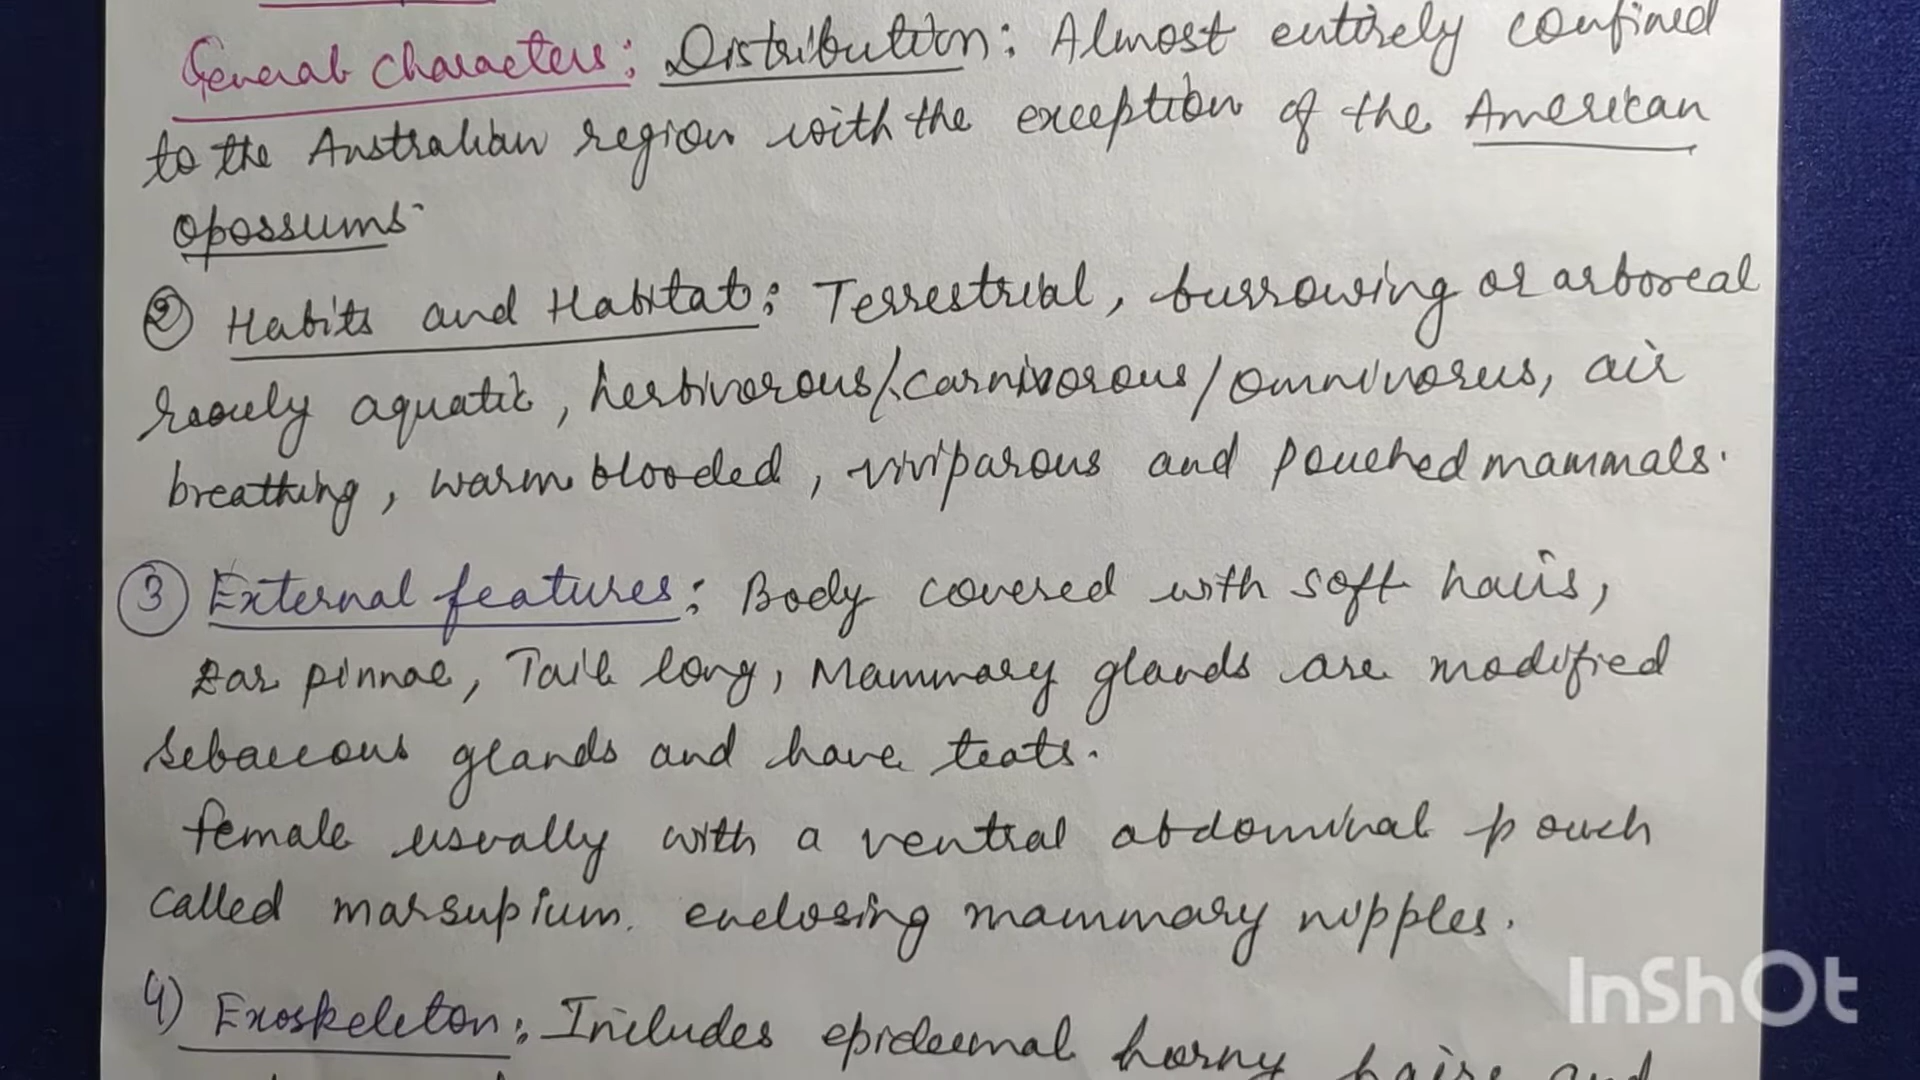 General characters: Distribution: Almost entirely confined
to the Australian region with the exception of the American
opossums.
② Habits and Habitat: Terrestrial, burrowing or arboreal
rarely aquatic, herbivorous/carnivorous/omnivorus, air
breathing, warm blooded, viviparous and pouched mammals.
③ External features: Body covered with soft hairs,
Ear pinnae, Tail long, Mammary glands are modified
sebaceous glands and have teats.
female usually with a ventral abdominal pouch
called marsupium. enclosing mammary nipples.
4) Exoskeleton: Includes epidermal horny hairs and
InShOt